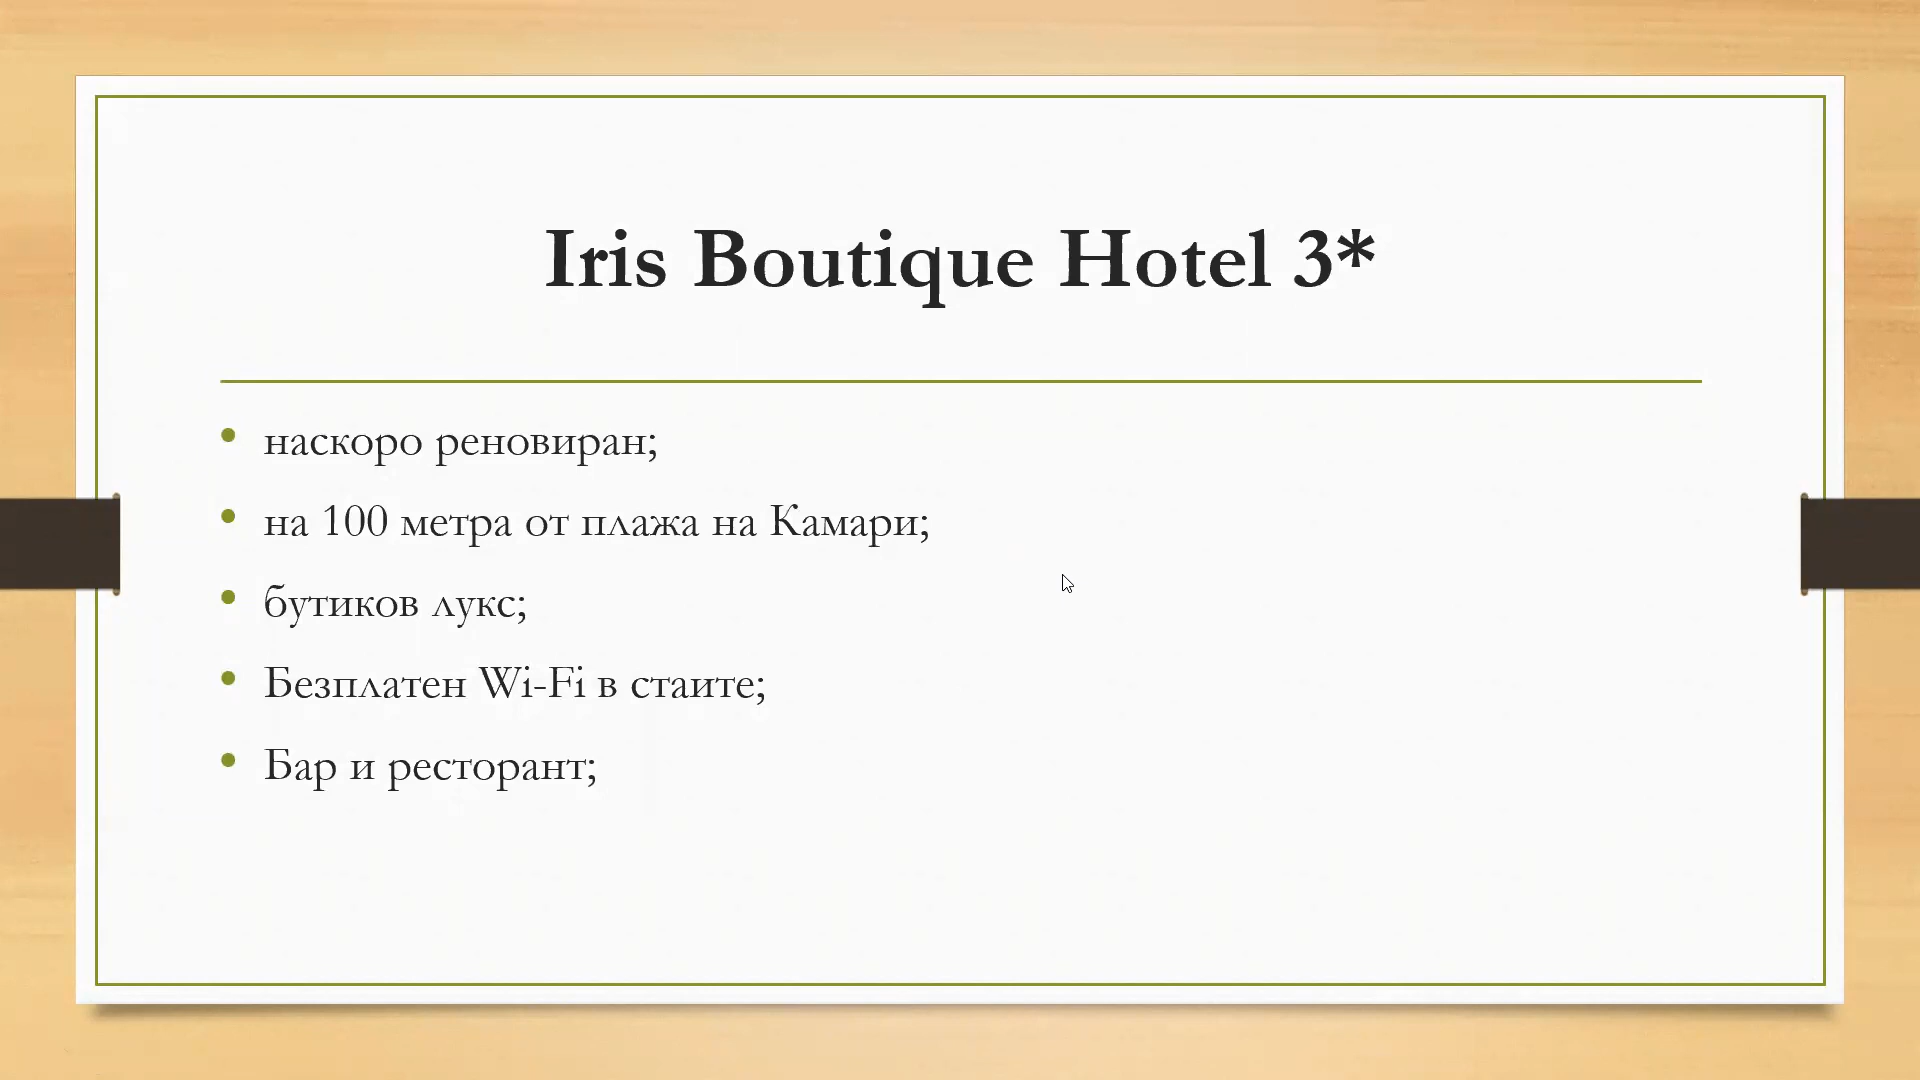 Iris Boutique Hotel 3*
наскоро реновиран;
на 100 метра от плажа на Камари;
бутиков лукс;
Безплатен Wi-Fi в стаите;
Бар и ресторант;